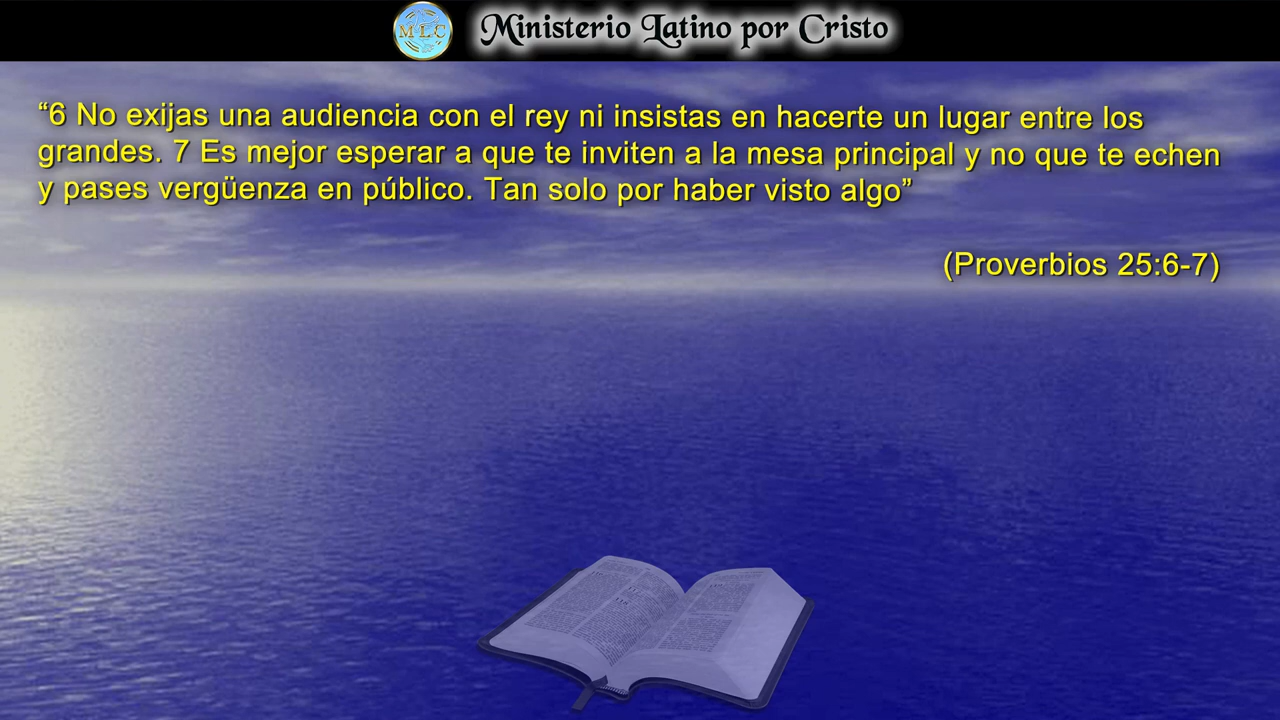 MLC Ministerio Latino por Cristo
“6 No exijas una audiencia con el rey ni insistas en hacerte un lugar entre los
grandes. 7 Es mejor esperar a que te inviten a la mesa principal y no que te echen
y pases vergüenza en público. Tan solo por haber visto algo”
(Proverbios 25:6-7)